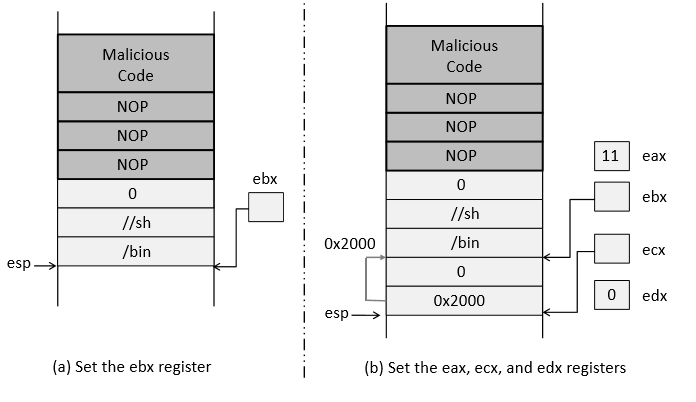 Malicious
Code
NOP
NOP
NOP
0
//sh
/bin
esp
ebx
(a) Set the ebx register
Malicious
Code
NOP
NOP
NOP
0
//sh
/bin
0
0x2000
0x2000
esp
11 eax
ebx
ecx
0 edx
(b) Set the eax, ecx, and edx registers